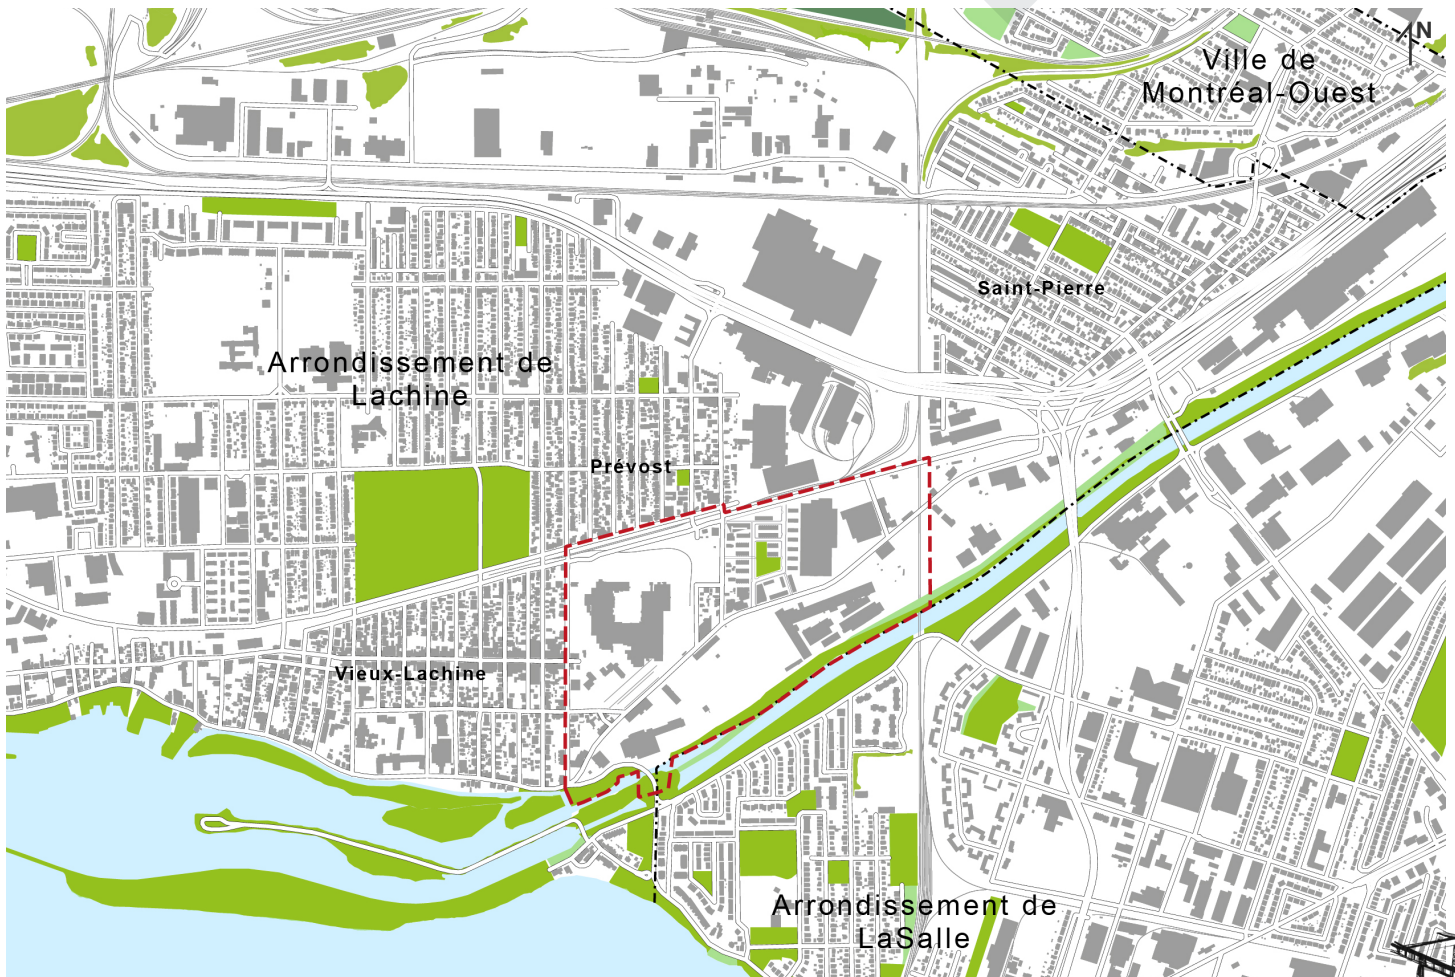 N
Ville de
Montréal-Ouest
Saint-Pierre
Arrondissement de
Lachine
Prévost
Vieux-Lachine
Arrondissement de
LaSalle